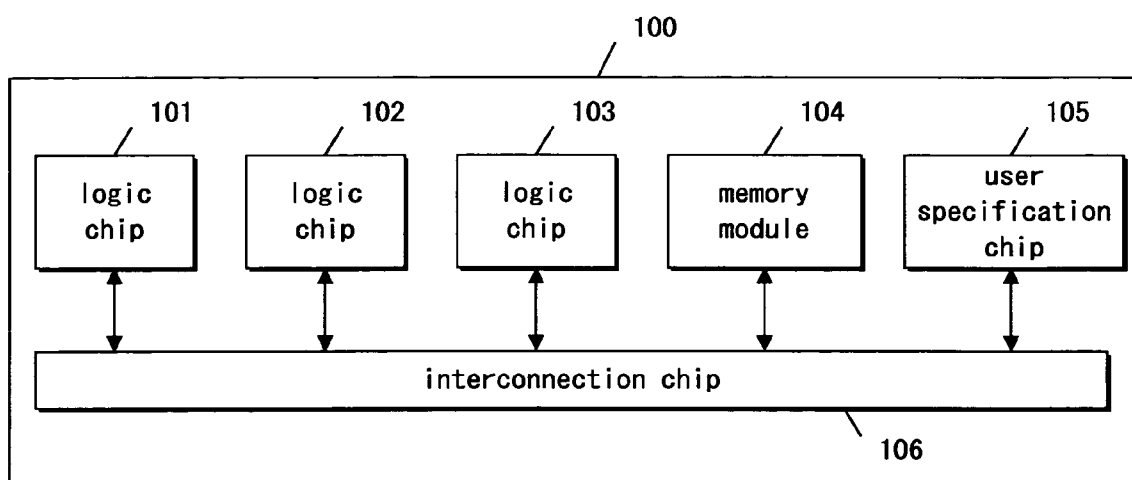 100
101
102
103
104
105
logic
chip
logic
chip
logic
chip
memory
module
user
specification
chip
interconnection chip
106